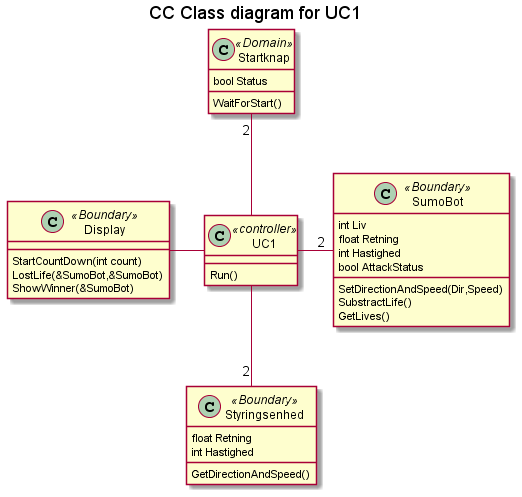 CC Class diagram for UC1
C «Domain»
Startknap
bool Status
WaitForStart()
2
C «Boundary»
Display
StartCountDown(int count)
LostLife(&SumoBot,&SumoBot)
ShowWinner(&SumoBot)
C «controller»
UC1
Run()
2
C «Boundary»
SumoBot
int Liv
float Retning
int Hastighed
bool AttackStatus
SetDirectionAndSpeed(Dir,Speed)
SubstractLife()
GetLives()
2
C «Boundary»
Styringsenhed
float Retning
int Hastighed
GetDirectionAndSpeed()